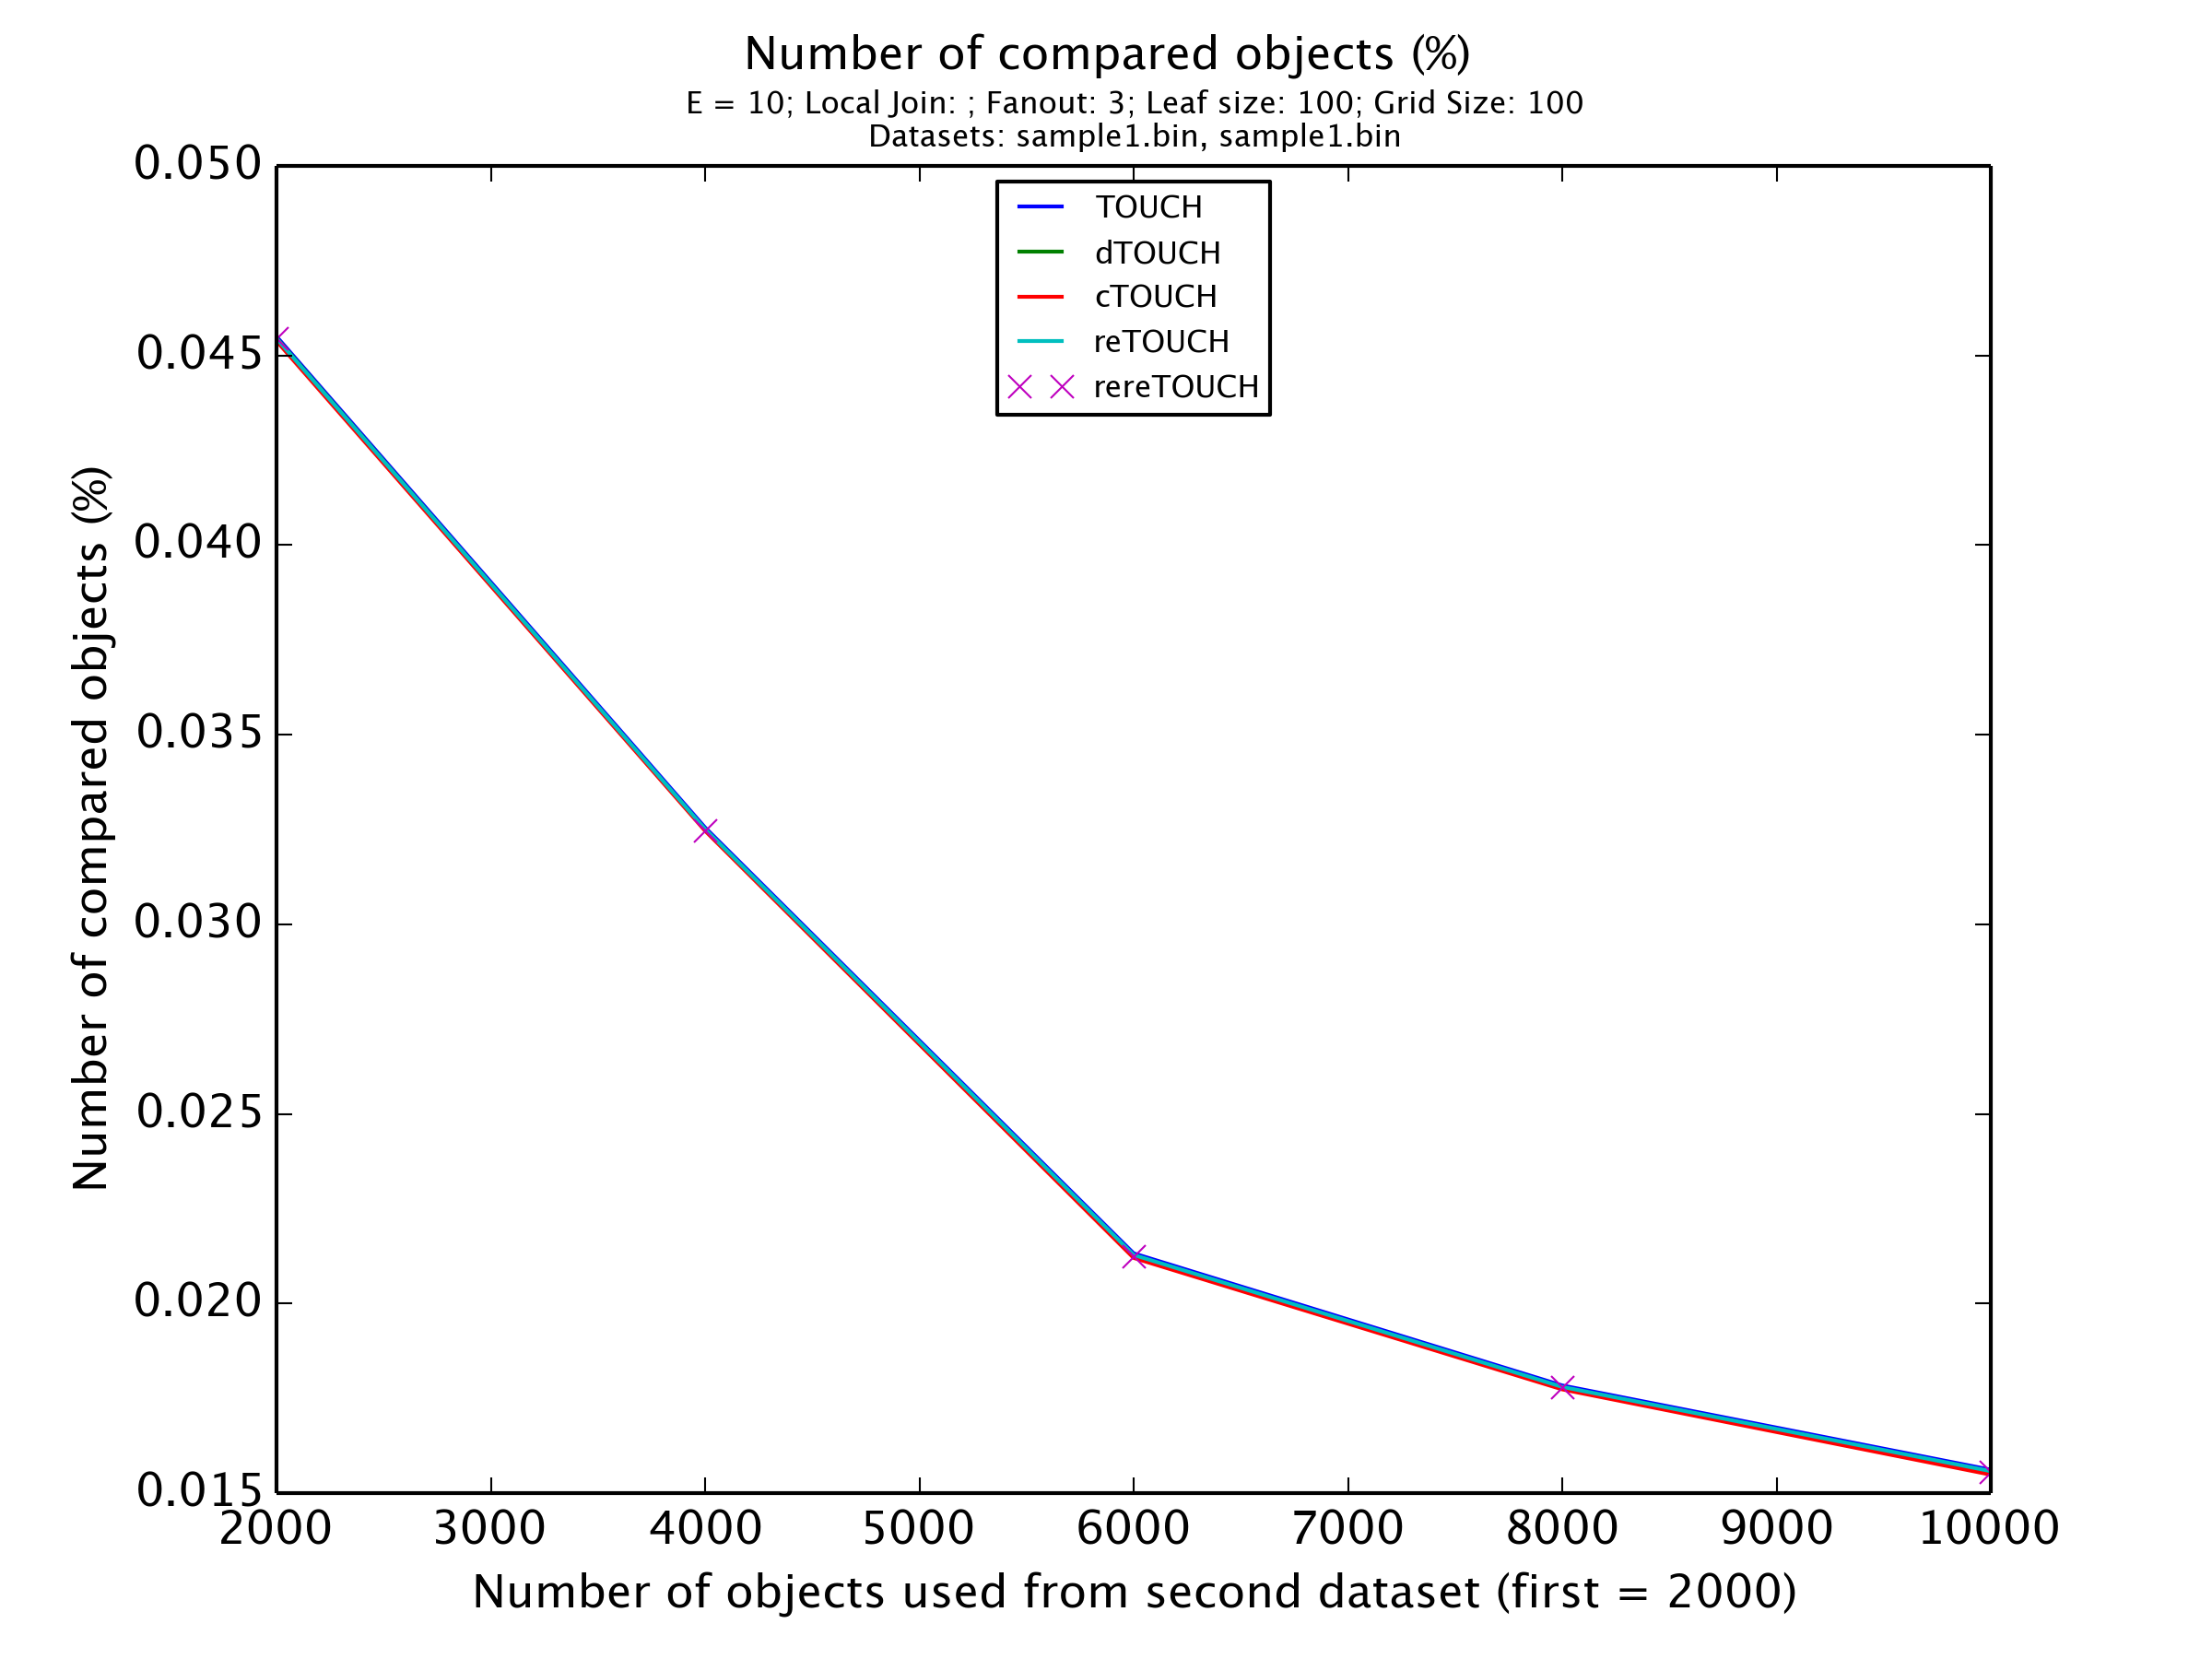 Number of compared objects (%)
E = 10; Local Join: ; Fanout: 3; Leaf size: 100; Grid Size: 100
Datasets: sample1.bin, sample1.bin
0.050
0.045
0.040
0.035
0.030
0.025
0.020
0.015
Number of compared objects (%)
TOUCH
dTOUCH
cTOUCH
reTOUCH
rereTOUCH
2000 3000 4000 5000 6000 7000 8000 9000 10000
Number of objects used from second dataset (first = 2000)